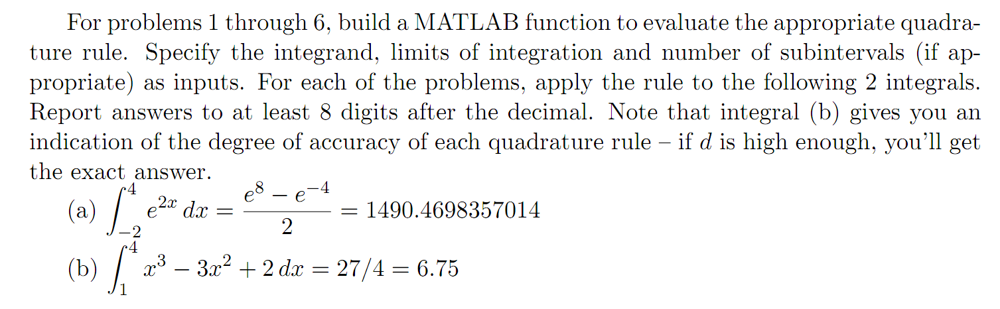 For problems 1 through 6, build a MATLAB function to evaluate the appropriate quadra-
ture rule. Specify the integrand, limits of integration and number of subintervals (if ap-
propriate) as inputs. For each of the problems, apply the rule to the following 2 integrals.
Report answers to at least 8 digits after the decimal. Note that integral (b) gives you an
indication of the degree of accuracy of each quadrature rule – if d is high enough, you'll get
the exact answer.
(a) ∫_{-2}^{4} e^{2x} dx = \frac{e^8 − e^{−4}}{2} = 1490.4698357014
(b) ∫_{1}^{4} x^3 − 3x^2 + 2 dx = 27/4 = 6.75